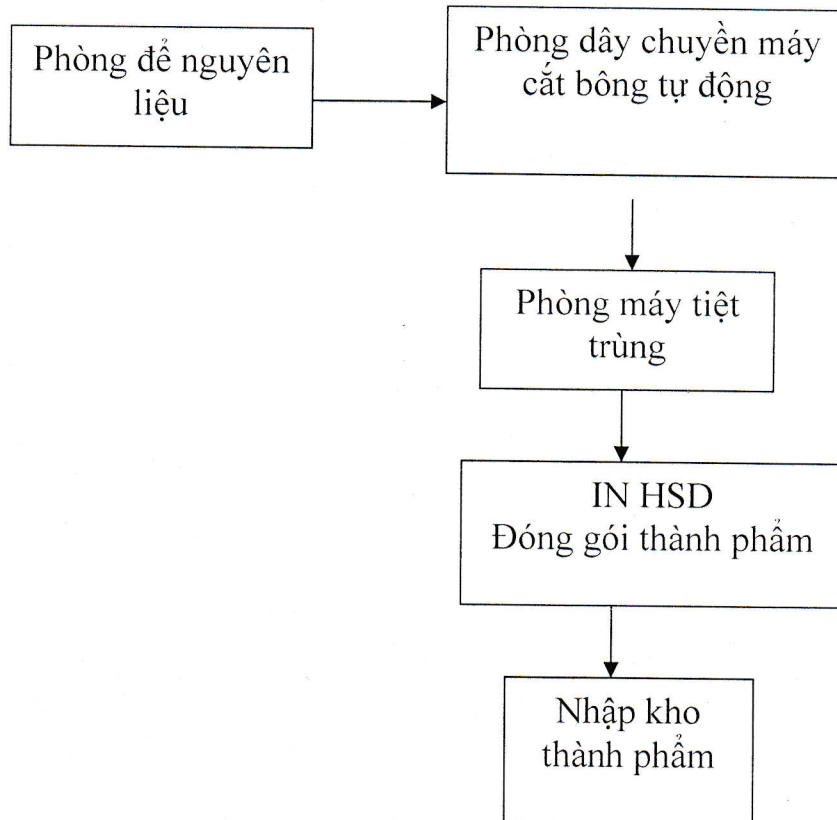 Phòng để nguyên
liệu
Phòng dây chuyền máy
cắt bông tự động
Phòng máy tiệt
trùng
IN HSD
Đóng gói thành phẩm
Nhập kho
thành phẩm